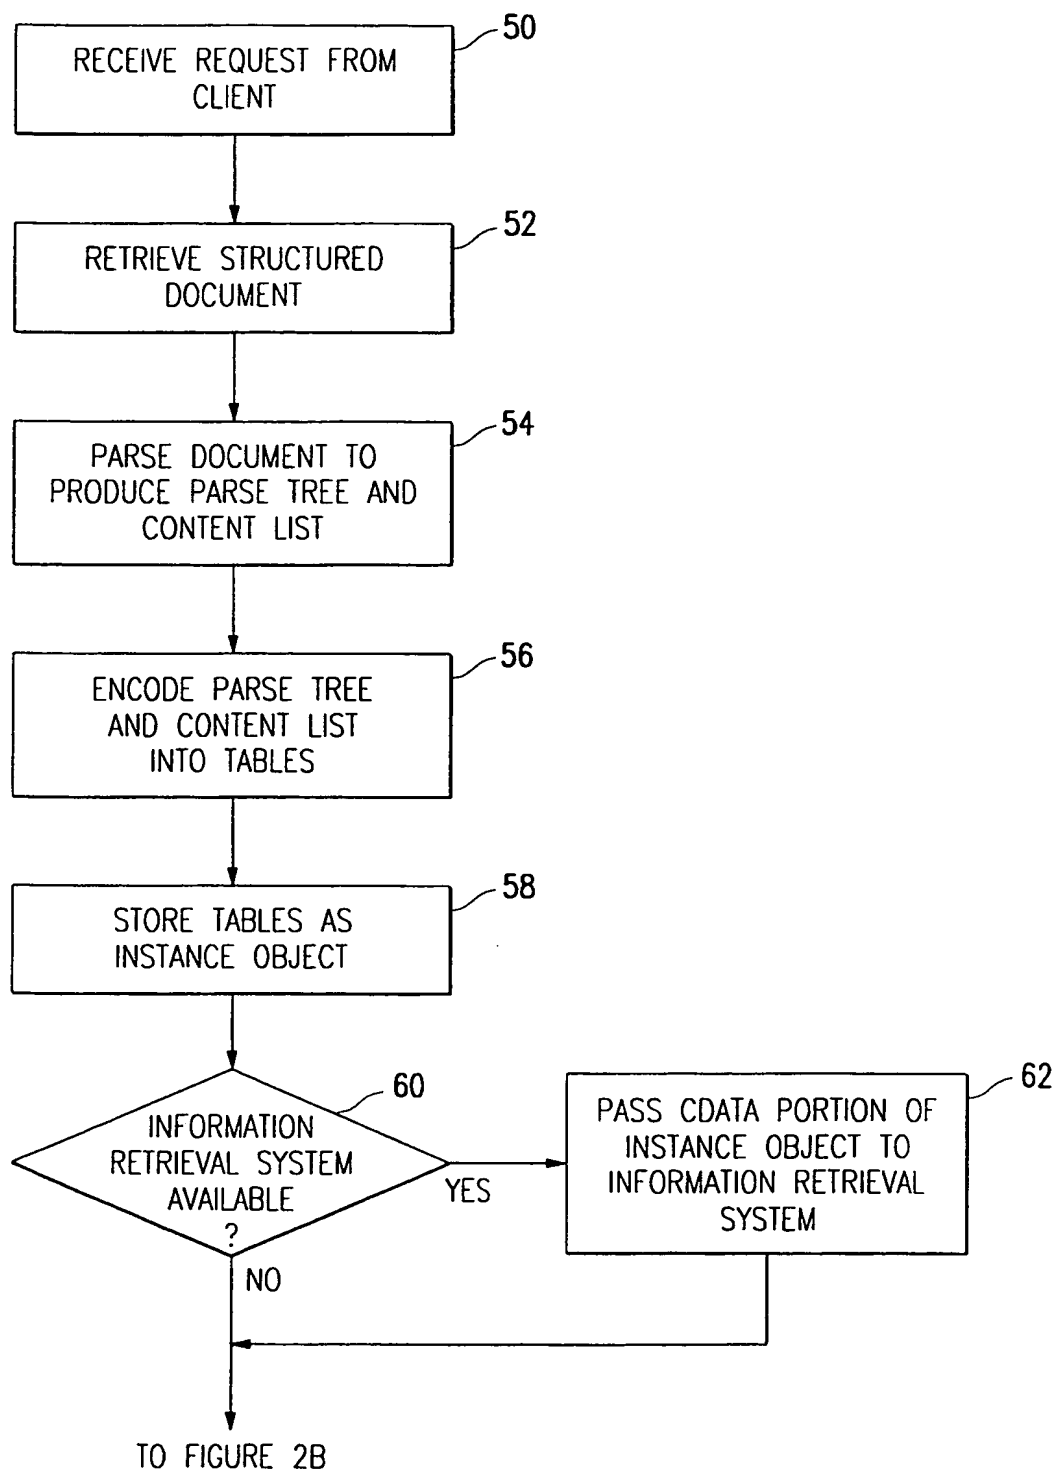 50
RECEIVE REQUEST FROM
CLIENT
52
RETRIEVE STRUCTURED
DOCUMENT
54
PARSE DOCUMENT TO
PRODUCE PARSE TREE AND
CONTENT LIST
56
ENCODE PARSE TREE
AND CONTENT LIST
INTO TABLES
58
STORE TABLES AS
INSTANCE OBJECT
60
INFORMATION
RETRIEVAL SYSTEM
AVAILABLE
?
YES
NO
62
PASS CDATA PORTION OF
INSTANCE OBJECT TO
INFORMATION RETRIEVAL
SYSTEM
TO FIGURE 2B